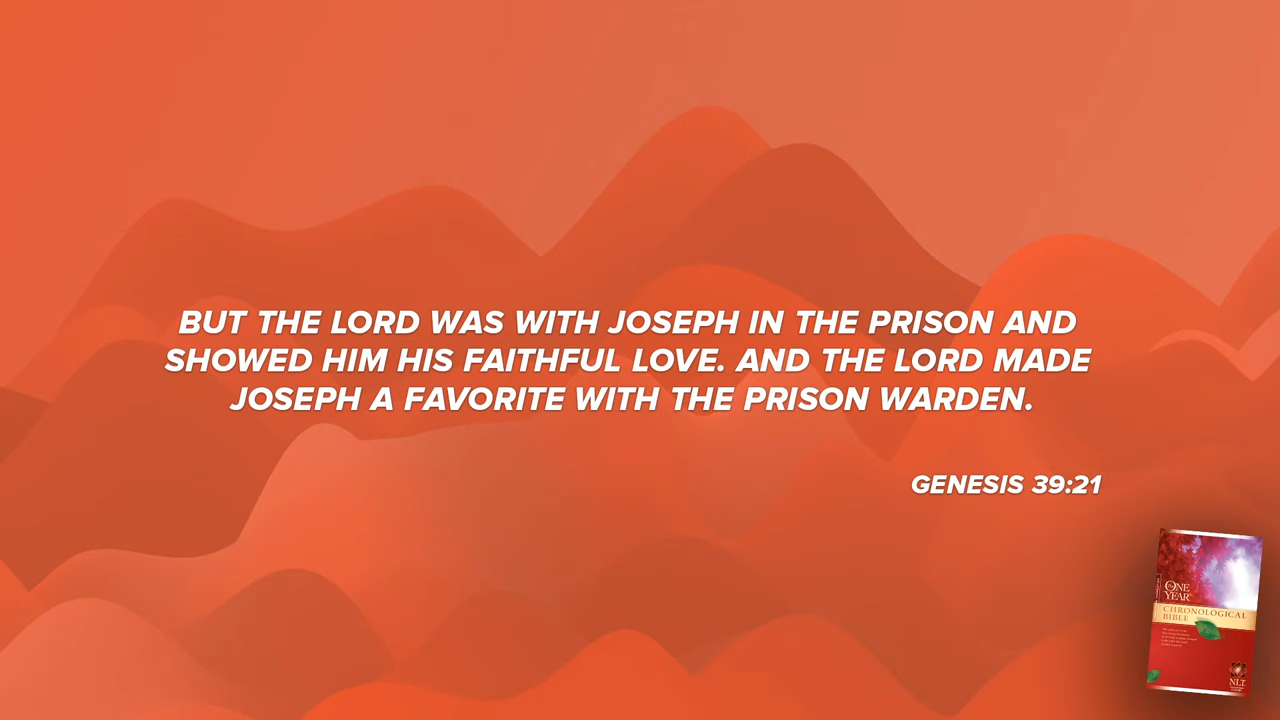 BUT THE LORD WAS WITH JOSEPH IN THE PRISON AND
SHOWED HIM HIS FAITHFUL LOVE. AND THE LORD MADE
JOSEPH A FAVORITE WITH THE PRISON WARDEN.
GENESIS 39:21
ONE
YEAR
CHRONOLOGICAL
BIBLE
NLT